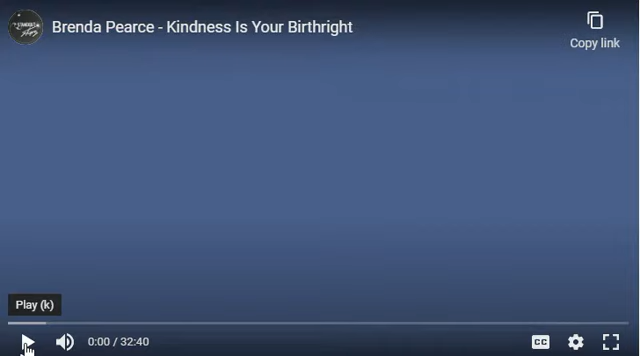 Brenda Pearce - Kindness Is Your Birthright
Copy link
Play (k)
0:00 / 32:40
CC